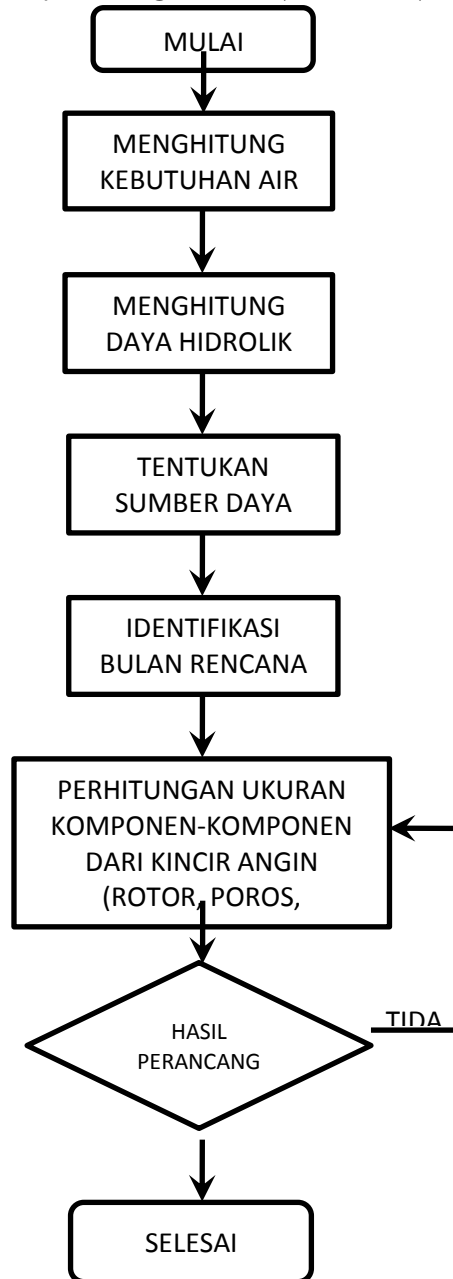 MULAI
MENGHITUNG
KEBUTUHAN AIR
MENGHITUNG
DAYA HIDROLIK
TENTUKAN
SUMBER DAYA
IDENTIFIKASI
BULAN RENCANA
PERHITUNGAN UKURAN
KOMPONEN-KOMPONEN
DARI KINCIR ANGIN
(ROTOR, POROS,
HASIL
PERANCANG
TIDA
SELESAI